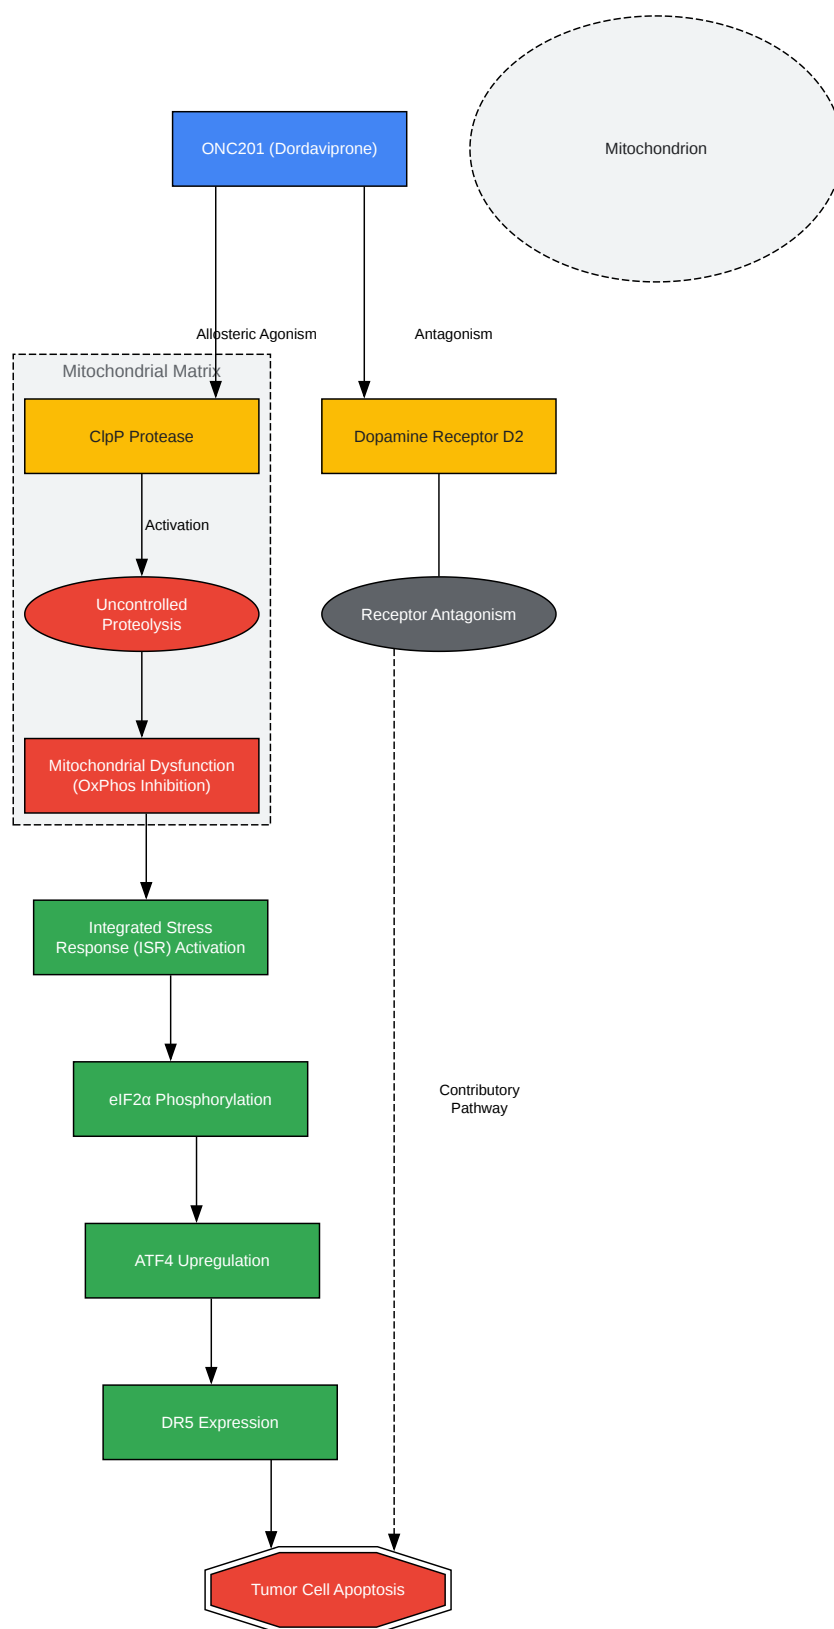 ONC201 (Dordaviprone)
Mitochondrion
Allosteric Agonism
Antagonism
Mitochondrial Matrix
ClpP Protease
Dopamine Receptor D2
Activation
Uncontrolled
Proteolysis
Receptor Antagonism
Mitochondrial Dysfunction
(OxPhos Inhibition)
Integrated Stress
Response (ISR) Activation
eIF2α Phosphorylation
Contributory
Pathway
ATF4 Upregulation
DR5 Expression
Tumor Cell Apoptosis